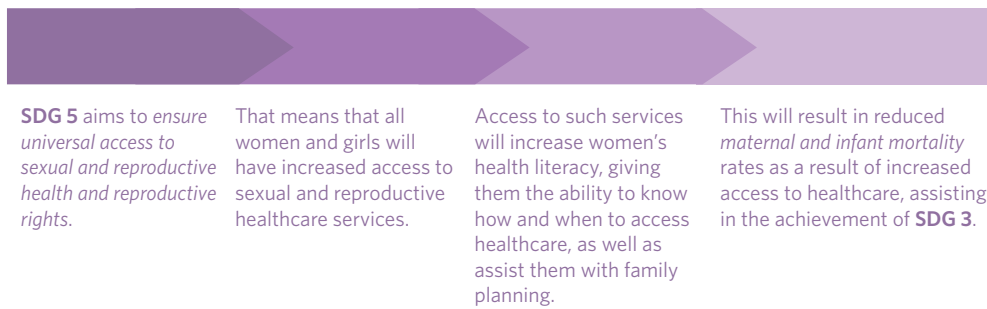 SDG 5 aims to ensure
universal access to
sexual and reproductive
health and reproductive
rights.
That means that all
women and girls will
have increased access to
sexual and reproductive
healthcare services.
Access to such services
will increase women’s
health literacy, giving
them the ability to know
how and when to access
healthcare, as well as
assist them with family
planning.
This will result in reduced
maternal and infant mortality
rates as a result of increased
access to healthcare, assisting
in the achievement of SDG 3.